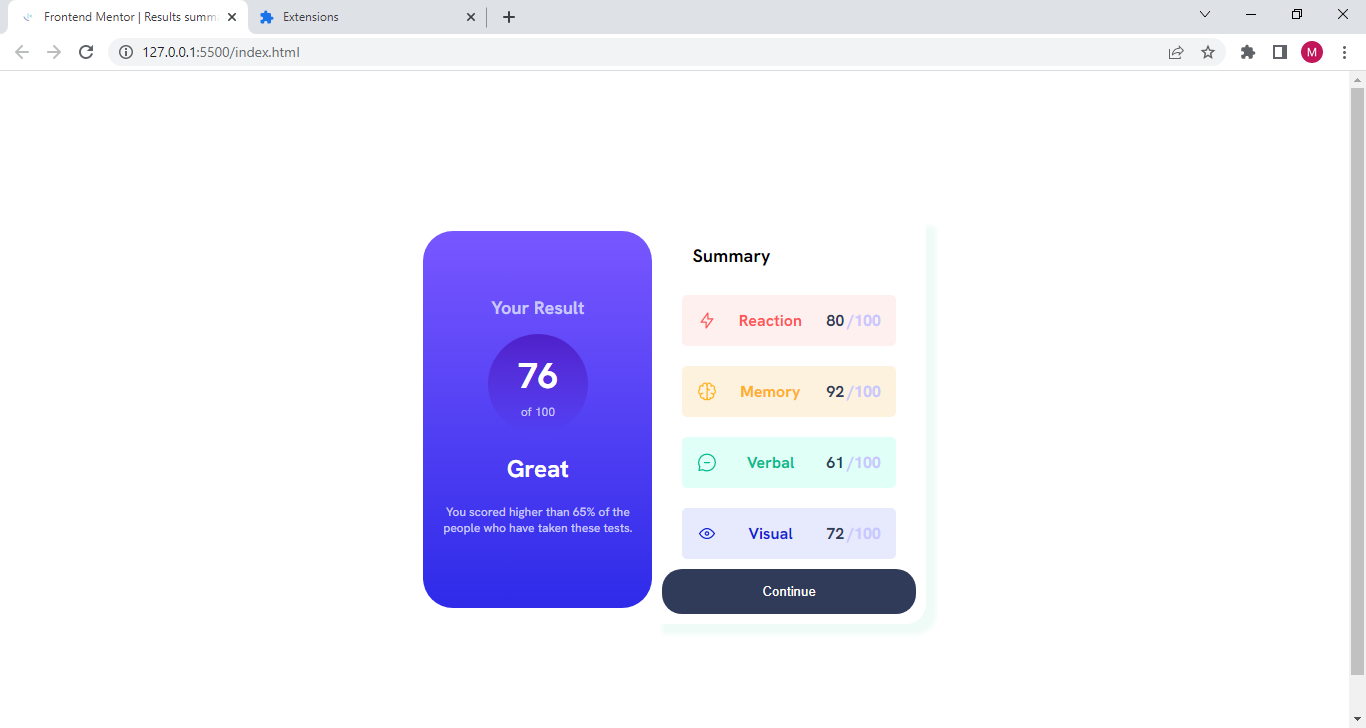 Frontend Mentor | Results summ
Extensions
127.0.0.1:5500/index.html
M
Your Result
76
of 100
Great
You scored higher than 65% of the
people who have taken these tests.
Summary
Reaction 80/100
Memory 92/100
Verbal 61/100
Visual 72/100
Continue